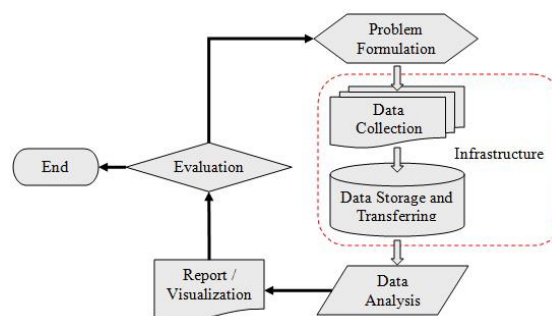 Problem
Formulation
Data
Collection
Infrastructure
Data Storage and
Transferring
Data
Analysis
Report /
Visualization
Evaluation
End